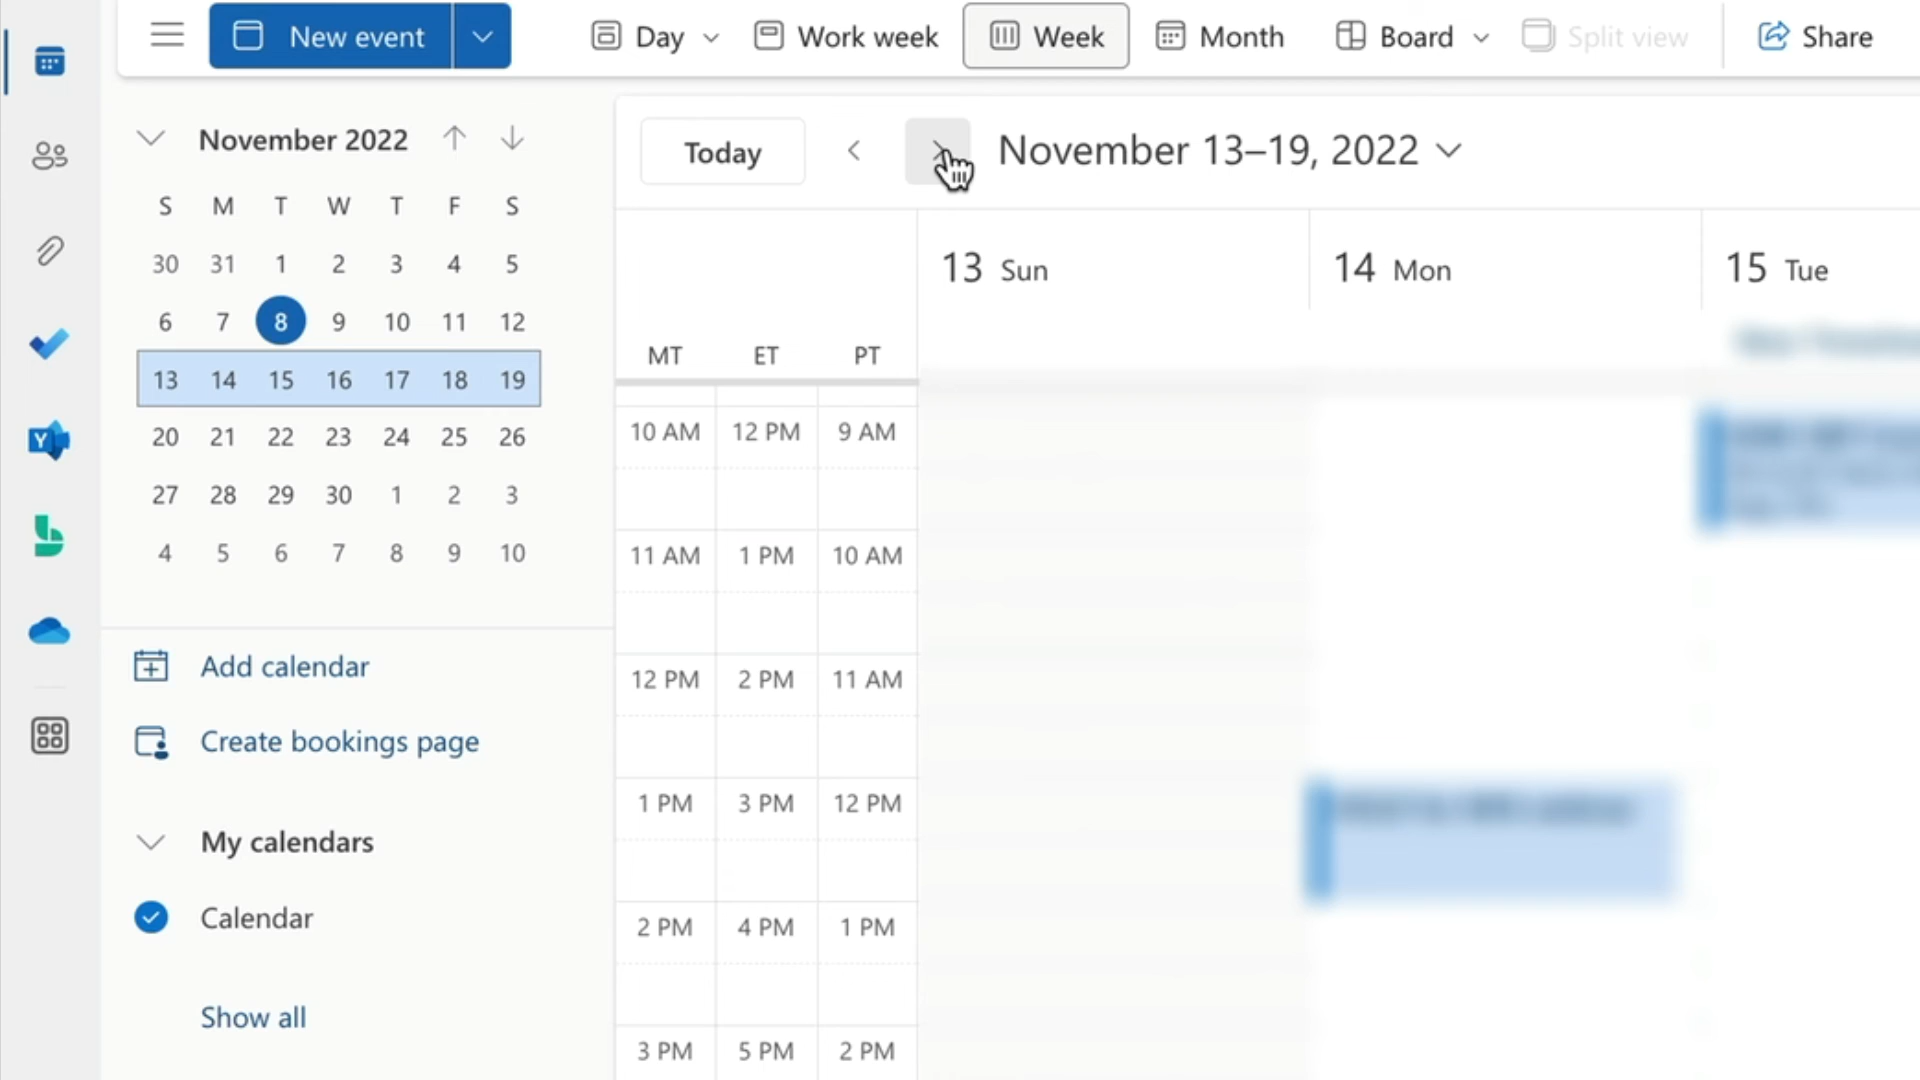 New event
Day
Work week
Week
Month
Board
Split view
Share
November 2022
S M T W T F S
30 31 1 2 3 4 5
6 7 8 9 10 11 12
13 14 15 16 17 18 19
20 21 22 23 24 25 26
27 28 29 30 1 2 3
4 5 6 7 8 9 10
Add calendar
Create bookings page
My calendars
Calendar
Show all
Today
November 13–19, 2022
13 Sun
14 Mon
15 Tue
MT ET PT
10 AM 12 PM 9 AM
11 AM 1 PM 10 AM
12 PM 2 PM 11 AM
1 PM 3 PM 12 PM
2 PM 4 PM 1 PM
3 PM 5 PM 2 PM
Y